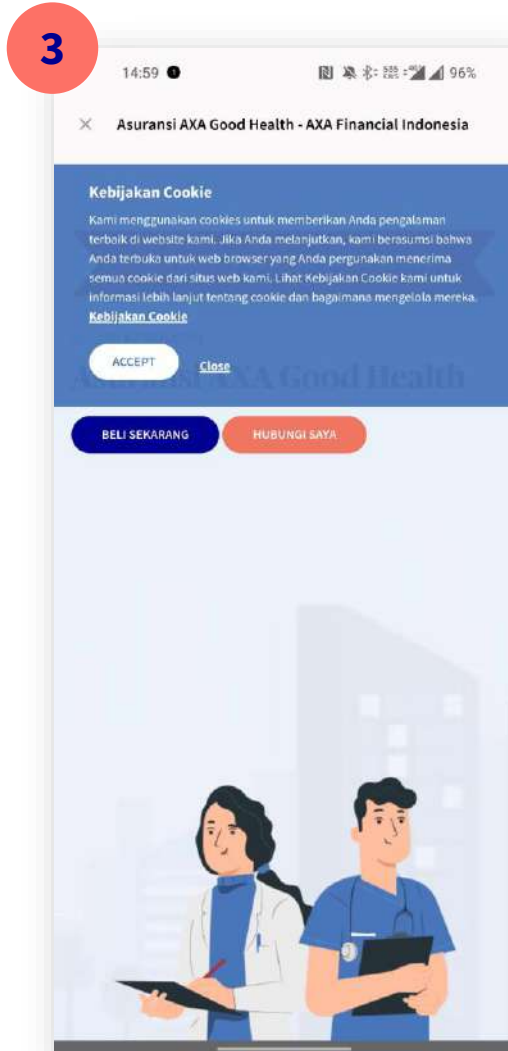 3
14:59
96%
Asuransi AXA Good Health - AXA Financial Indonesia
Kebijakan Cookie
Kami menggunakan cookies untuk memberikan Anda pengalaman
terbaik di website kami. Jika Anda melanjutkan, kami berasumsi bahwa
Anda terbuka untuk web browser yang Anda pergunakan menerima
semua cookie dari situs web kami. Lihat Kebijakan Cookie kami untuk
informasi lebih lanjut tentang cookie dan bagaimana mengelola mereka.
Kebijakan Cookie
ACCEPT
Close
Asuransi AXA Good Health
BELI SEKARANG
HUBUNGI SAYA